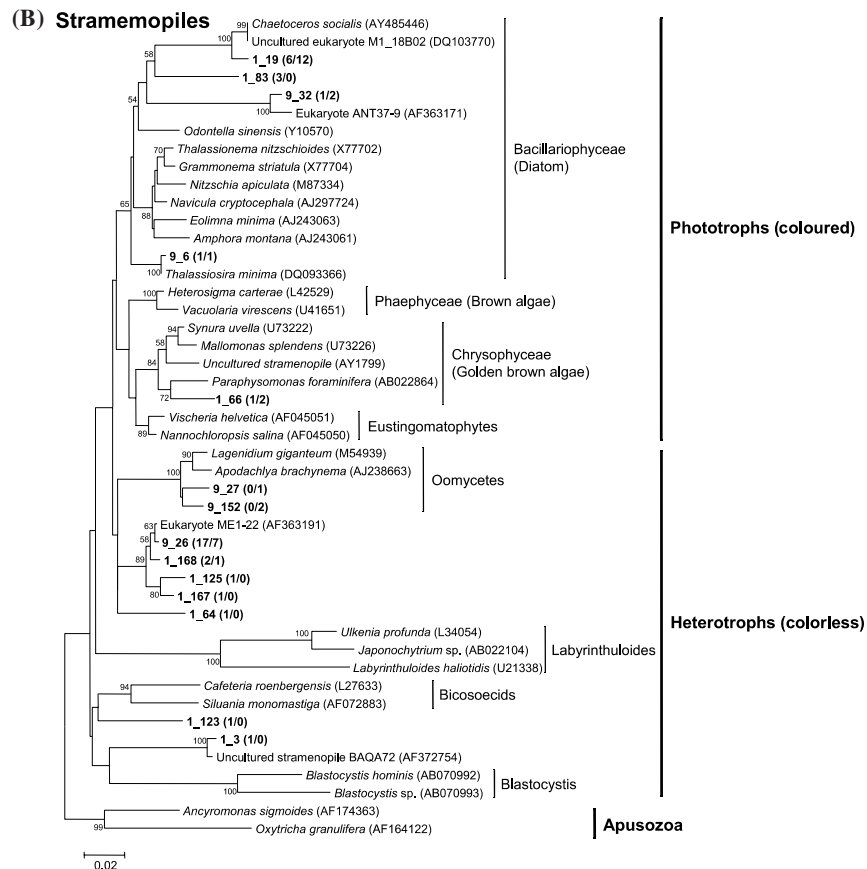 (B) Stramemopiles
99
Chaetoceros socialis (AY485446)
100
Uncultured eukaryote M1_18B02 (DQ103770)
58
1_19 (6/12)
1_83 (3/0)
54
9_32 (1/2)
100
Eukaryote ANT37-9 (AF363171)
Odontella sinensis (Y10570)
70
Thalassionema nitzschioides (X77702)
Grammonema striatula (X77704)
Nitzschia apiculata (M87334)
65
Navicula cryptocephala (AJ297724)
88
Eolimna minima (AJ243063)
Amphora montana (AJ243061)
9_6 (1/1)
100
Thalassiosira minima (DQ093366)
Bacillariophyceae
(Diatom)
100
Heterosigma carterae (L42529)
Vacuolaria virescens (U41651)
Phaephyceae (Brown algae)
94
Synura uvella (U73222)
58
Mallomonas splendens (U73226)
84
Uncultured stramenopile (AY1799)
Paraphysomonas foraminifera (AB022864)
72
1_66 (1/2)
Chrysophyceae
(Golden brown algae)
Vischeria helvetica (AF045051)
89
Nannochloropsis salina (AF045050)
Eustingomatophytes
Phototrophs (coloured)
90
Lagenidium giganteum (M54939)
100
Apodachlya brachynema (AJ238663)
9_27 (0/1)
9_152 (0/2)
Oomycetes
63
Eukaryote ME1-22 (AF363191)
58
9_26 (17/7)
89
1_168 (2/1)
1_125 (1/0)
80
1_167 (1/0)
1_64 (1/0)
100
Ulkenia profunda (L34054)
Japonochytrium sp. (AB022104)
100
Labyrinthuloides haliotidis (U21338)
Labyrinthuloides
94
Cafeteria roenbergensis (L27633)
Siluania monomastiga (AF072883)
Bicosoecids
1_123 (1/0)
100
1_3 (1/0)
Uncultured stramenopile BAQA72 (AF372754)
100
Blastocystis hominis (AB070992)
Blastocystis sp. (AB070993)
Blastocystis
Heterotrophs (colorless)
Ancyromonas sigmoides (AF174363)
99
Oxytricha granulifera (AF164122)
Apusozoa
0.02